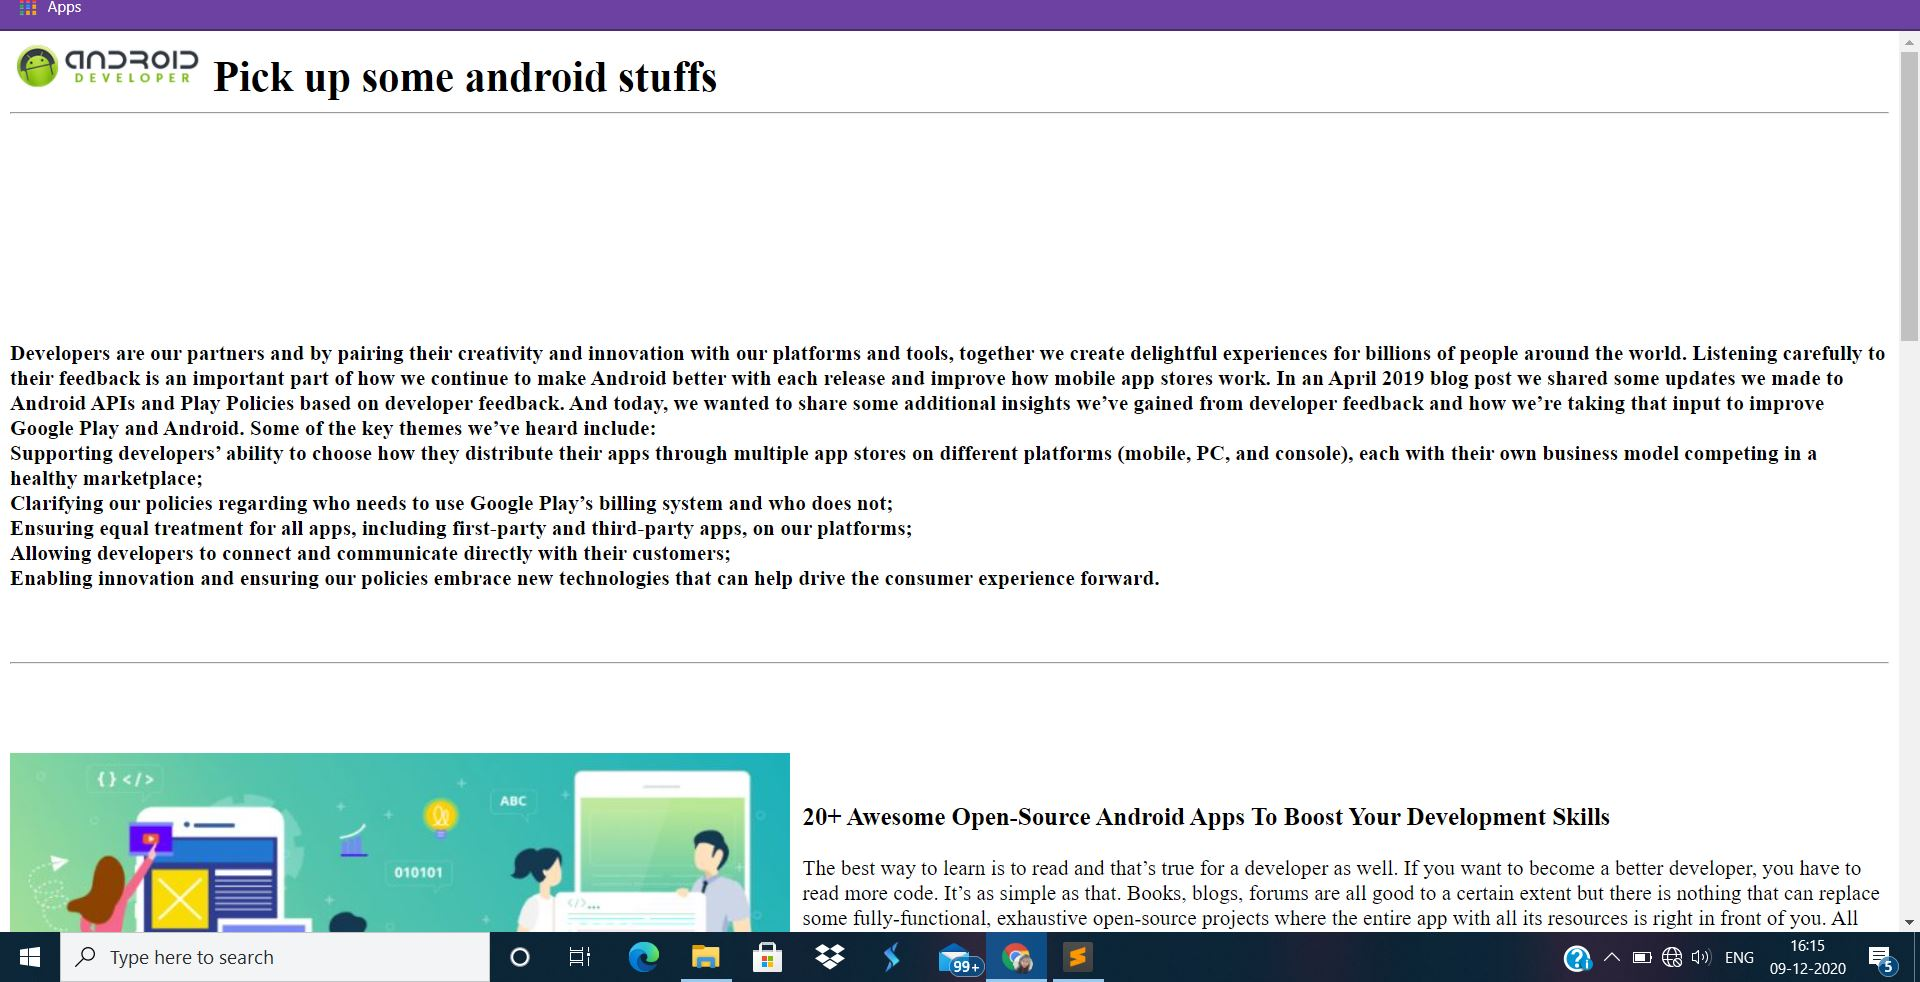 Apps
ANDROID
DEVELOPER
Pick up some android stuffs
Developers are our partners and by pairing their creativity and innovation with our platforms and tools, together we create delightful experiences for billions of people around the world. Listening carefully to
their feedback is an important part of how we continue to make Android better with each release and improve how mobile app stores work. In an April 2019 blog post we shared some updates we made to
Android APIs and Play Policies based on developer feedback. And today, we wanted to share some additional insights we’ve gained from developer feedback and how we’re taking that input to improve
Google Play and Android. Some of the key themes we’ve heard include:
Supporting developers’ ability to choose how they distribute their apps through multiple app stores on different platforms (mobile, PC, and console), each with their own business model competing in a
healthy marketplace;
Clarifying our policies regarding who needs to use Google Play’s billing system and who does not;
Ensuring equal treatment for all apps, including first-party and third-party apps, on our platforms;
Allowing developers to connect and communicate directly with their customers;
Enabling innovation and ensuring our policies embrace new technologies that can help drive the consumer experience forward.
{ } </>
ABC
010101
</>...
20+ Awesome Open-Source Android Apps To Boost Your Development Skills
The best way to learn is to read and that’s true for a developer as well. If you want to become a better developer, you have to
read more code. It’s as simple as that. Books, blogs, forums are all good to a certain extent but there is nothing that can replace
some fully-functional, exhaustive open-source projects where the entire app with all its resources is right in front of you. All
Type here to search
99+
ENG
16:15
09-12-2020
5